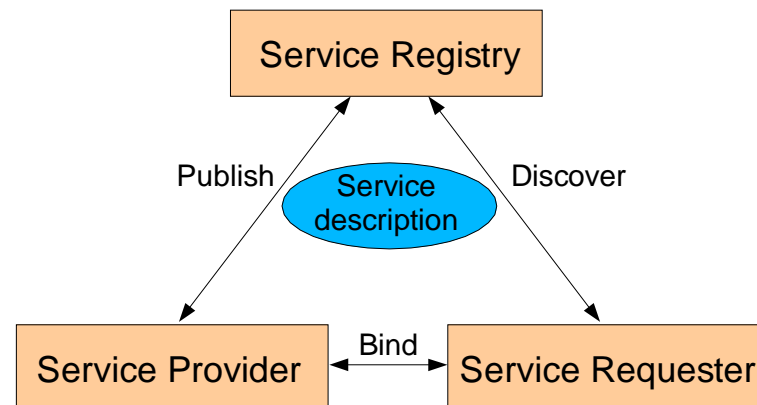 Service Registry
Publish
Discover
Service
description
Bind
Service Provider
Service Requester